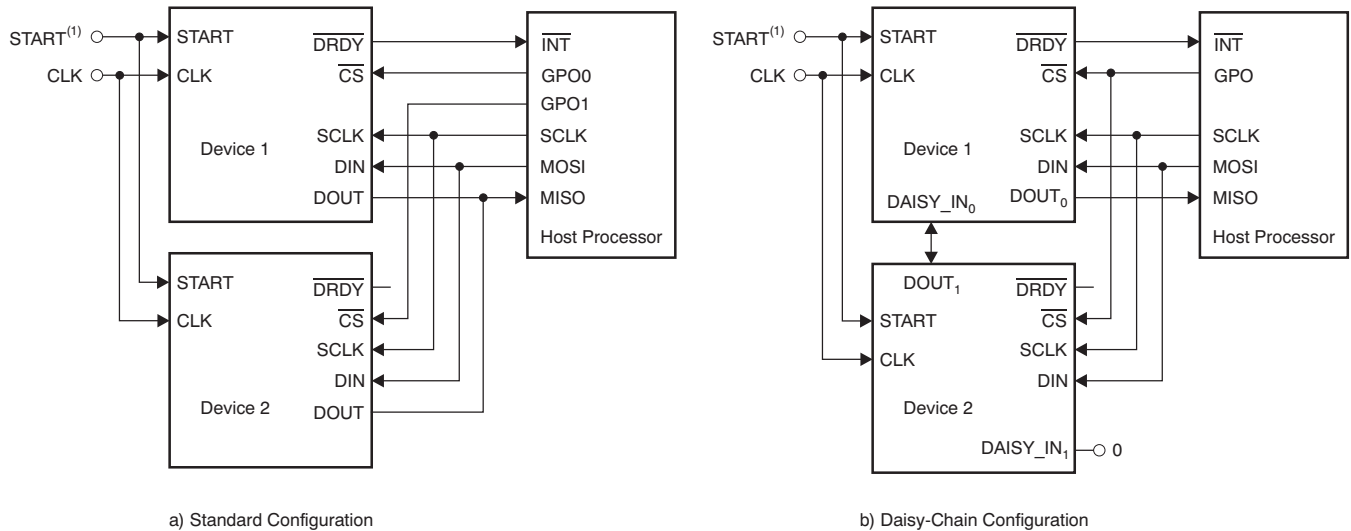 START(1)
CLK
START
CLK
Device 1
DRDY
CS
SCLK
DIN
DOUT
INT
GPO0
GPO1
SCLK
MOSI
MISO
Host Processor
START
CLK
Device 2
DRDY
CS
SCLK
DIN
DOUT
a) Standard Configuration
START(1)
CLK
START
CLK
Device 1
DRDY
CS
SCLK
DIN
DOUT0
DAISY_IN0
INT
GPO
SCLK
MOSI
MISO
Host Processor
DOUT1
START
CLK
Device 2
DRDY
CS
SCLK
DIN
DAISY_IN1
0
b) Daisy-Chain Configuration